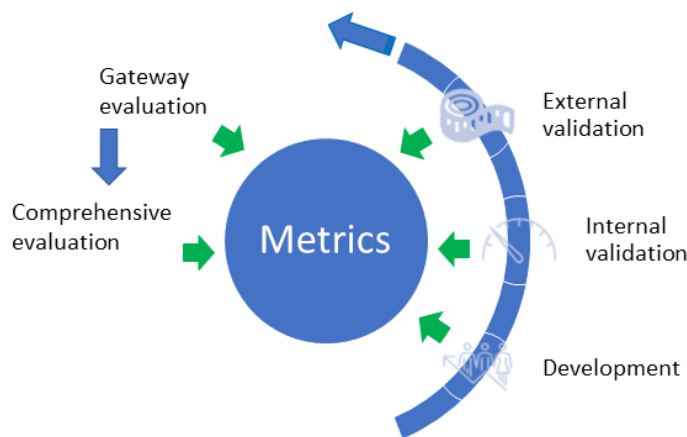 Gateway
evaluation
Comprehensive
evaluation
Metrics
External
validation
Internal
validation
Development